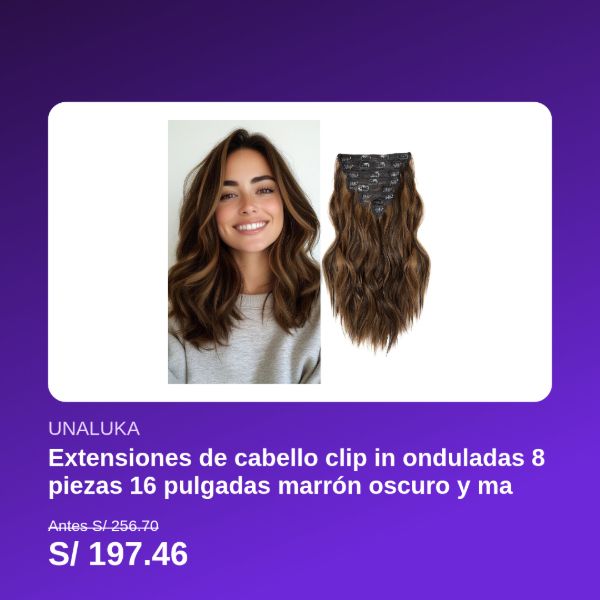 UNALUKA
Extensiones de cabello clip in onduladas 8
piezas 16 pulgadas marrón oscuro y ma
Antes S/ 256.70
S/ 197.46